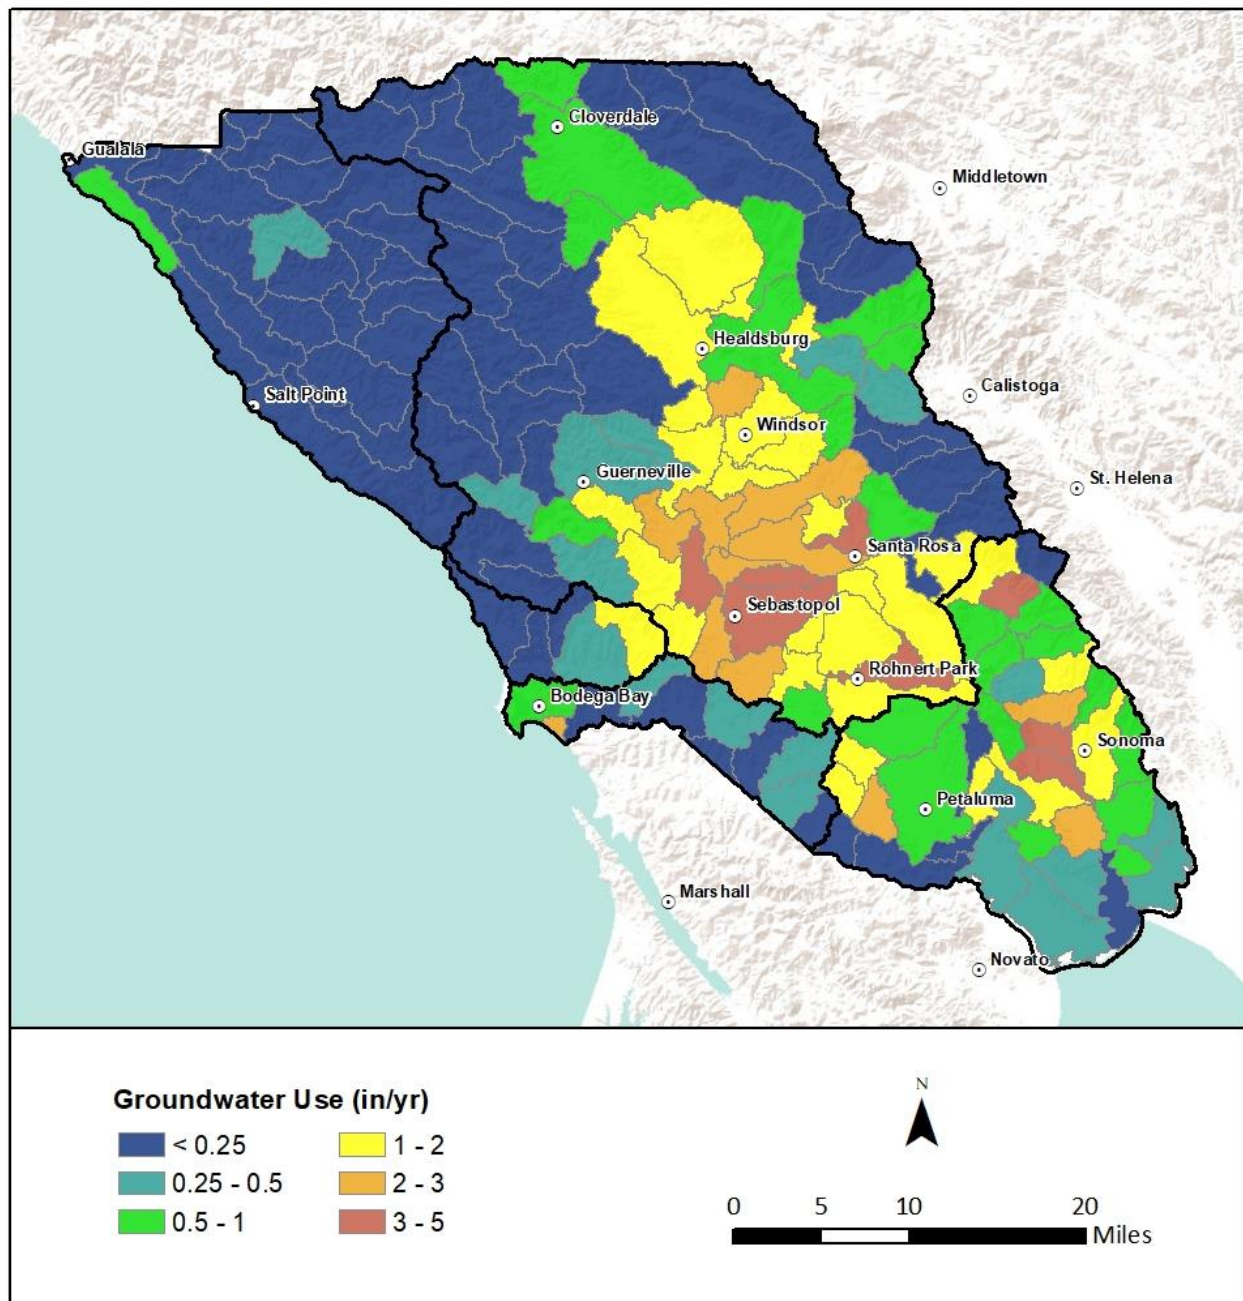 Cloverdale
Gualala
Middletown
Healdsburg
Calistoga
Salt Point
Windsor
Guerneville
St. Helena
Santa Rosa
Sebastopol
Rohnert Park
Bodega Bay
Sonoma
Petaluma
Marshall
Novato
Groundwater Use (in/yr)
< 0.25
0.25 - 0.5
0.5 - 1
1 - 2
2 - 3
3 - 5
N
0 5 10 20
Miles